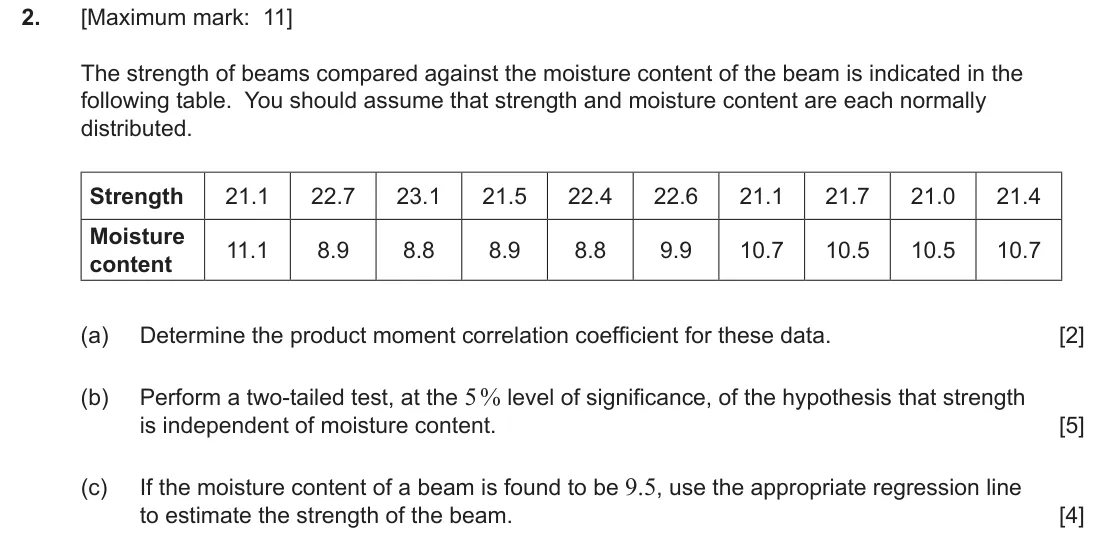 2. [Maximum mark: 11]
The strength of beams compared against the moisture content of the beam is indicated in the
following table. You should assume that strength and moisture content are each normally
distributed.
Strength 21.1 22.7 23.1 21.5 22.4 22.6 21.1 21.7 21.0 21.4
Moisture
content 11.1 8.9 8.8 8.9 8.8 9.9 10.7 10.5 10.5 10.7
(a) Determine the product moment correlation coefficient for these data. [2]
(b) Perform a two-tailed test, at the 5% level of significance, of the hypothesis that strength
is independent of moisture content. [5]
(c) If the moisture content of a beam is found to be 9.5, use the appropriate regression line
to estimate the strength of the beam. [4]